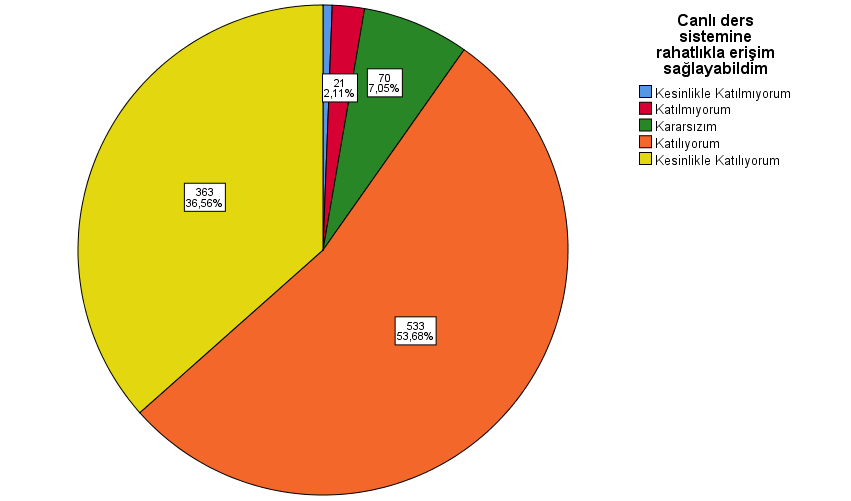 Canlı ders
sistemine
rahatlıkla erişim
sağlayabildim
Kesinlikle Katılmıyorum
Katılmıyorum
Kararsızım
Katılıyorum
Kesinlikle Katılıyorum
21
2,11%
70
7,05%
363
36,56%
533
53,68%